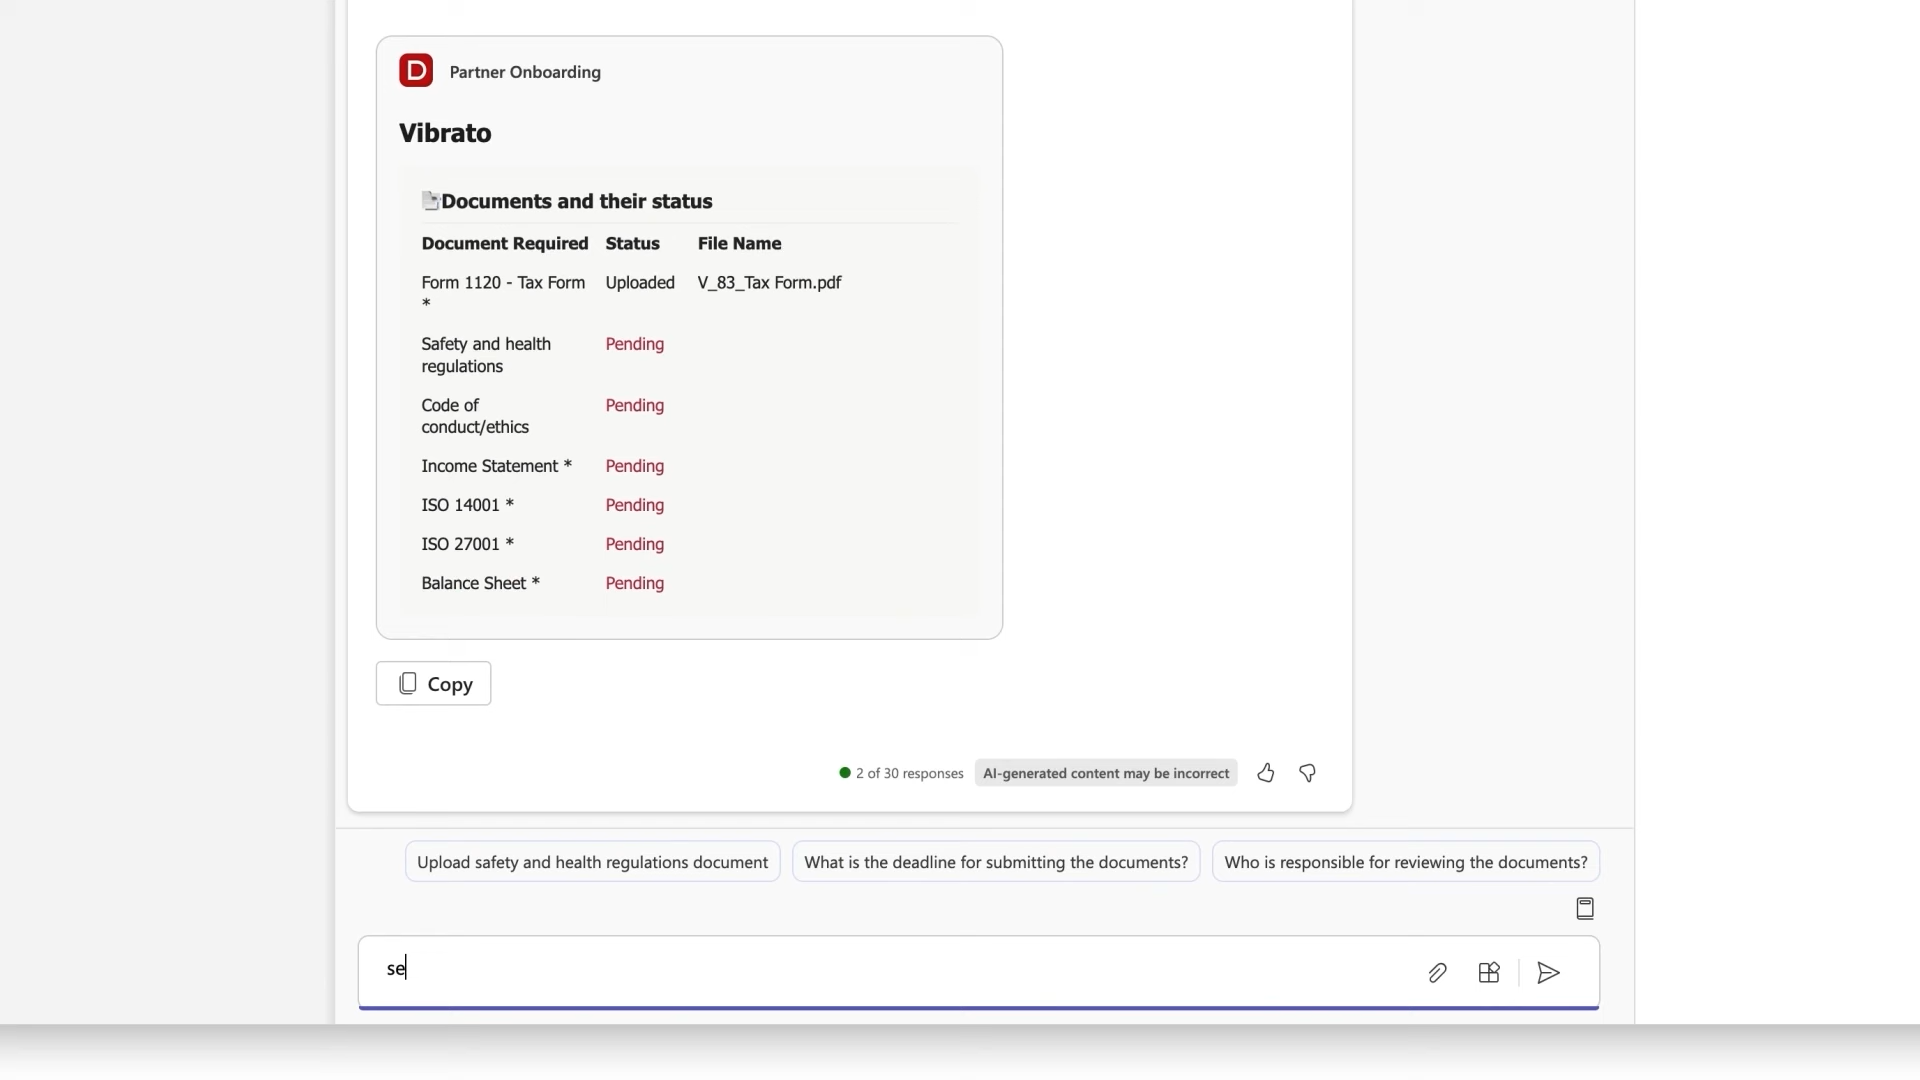 D Partner Onboarding
Vibrato
Documents and their status
Document Required Status File Name
Form 1120 - Tax Form Uploaded V_83_Tax Form.pdf
*
Safety and health Pending
regulations
Code of Pending
conduct/ethics
Income Statement * Pending
ISO 14001 * Pending
ISO 27001 * Pending
Balance Sheet * Pending
Copy
2 of 30 responses AI-generated content may be incorrect
Upload safety and health regulations document What is the deadline for submitting the documents? Who is responsible for reviewing the documents?
se